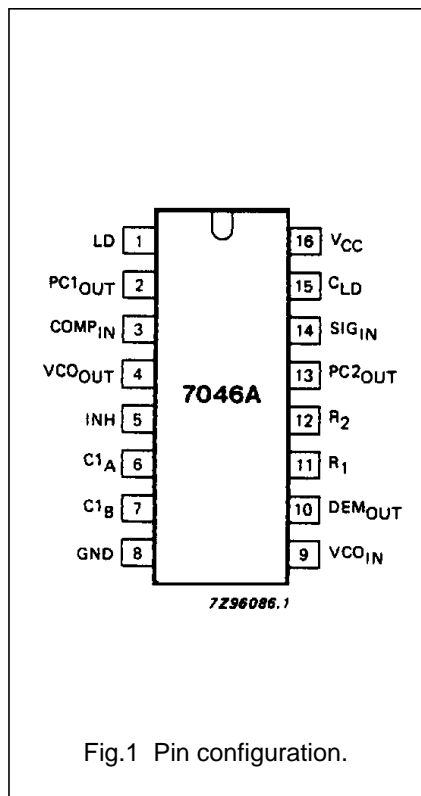 LD 1
PC1OUT 2
COMPIN 3
VCOOUT 4
INH 5
C1A 6
C1B 7
GND 8
7046A
16 VCC
15 CLD
14 SIGIN
13 PC2OUT
12 R2
11 R1
10 DEMOUT
9 VCOIN
7Z96086.1
Fig.1 Pin configuration.